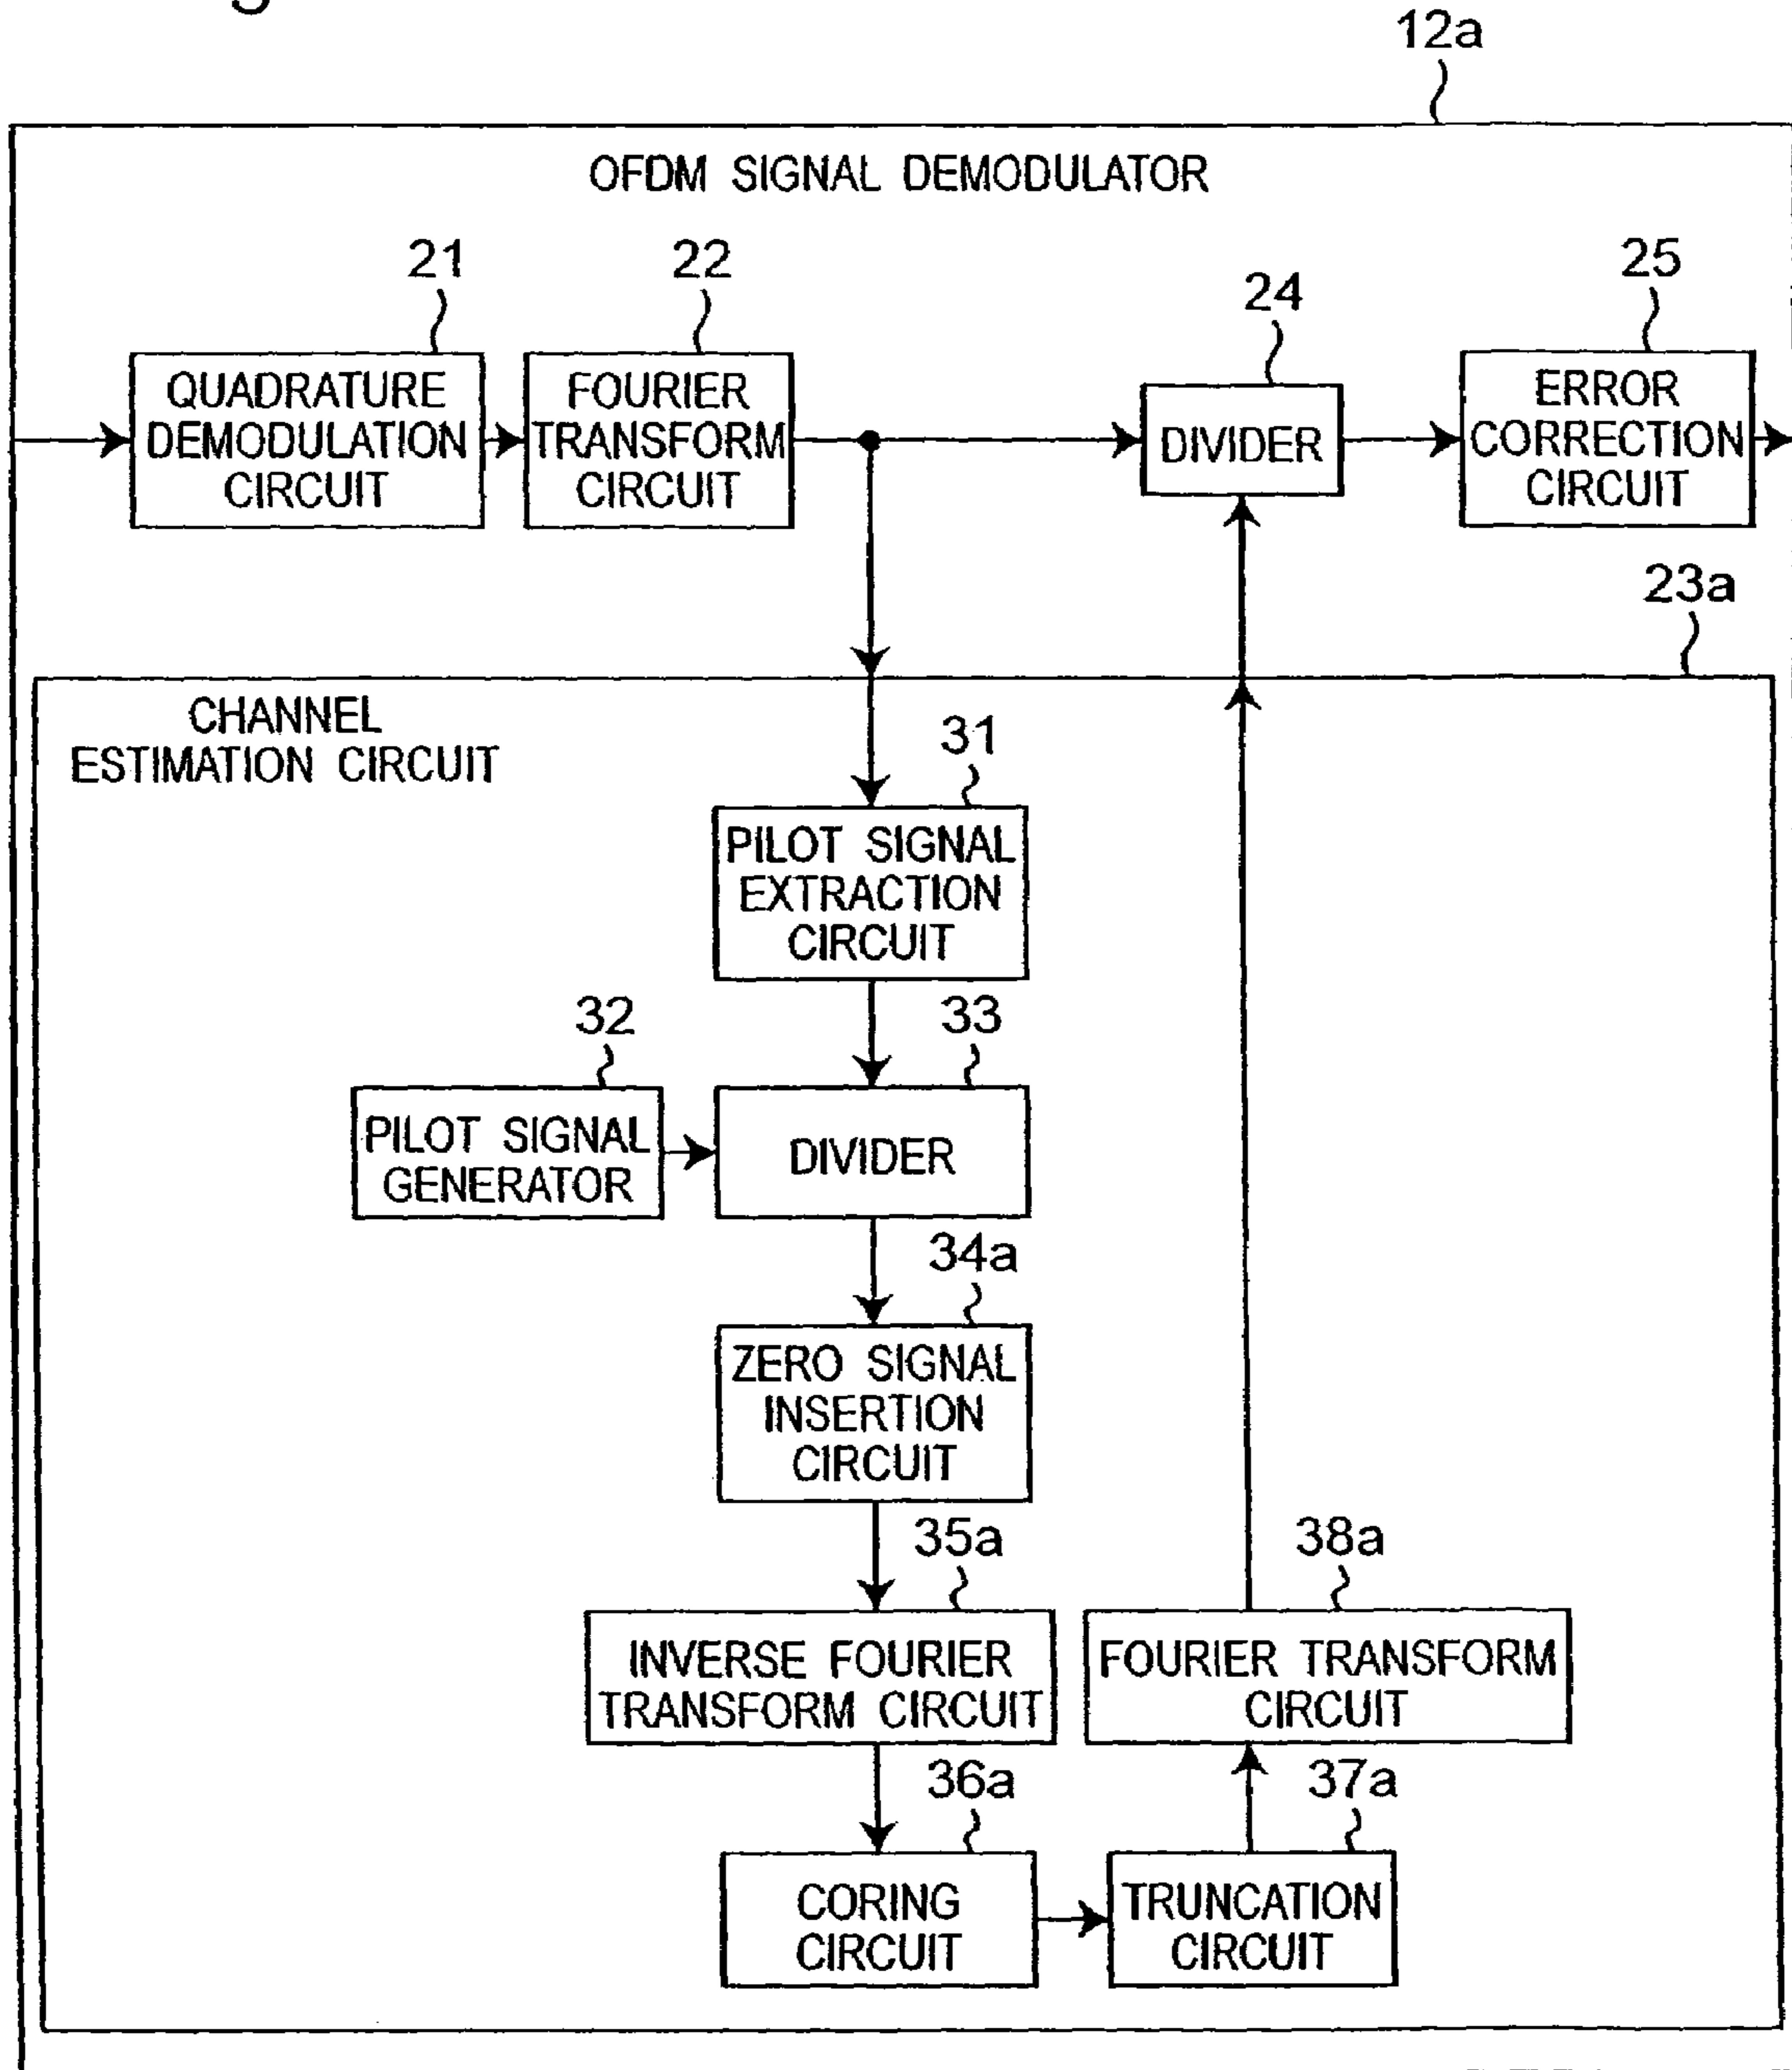 12a
OFDM SIGNAL DEMODULATOR
21
22
24
25
QUADRATURE
DEMODULATION
CIRCUIT
FOURIER
TRANSFORM
CIRCUIT
DIVIDER
ERROR
CORRECTION
CIRCUIT
23a
CHANNEL
ESTIMATION CIRCUIT
31
PILOT SIGNAL
EXTRACTION
CIRCUIT
32
33
PILOT SIGNAL
GENERATOR
DIVIDER
34a
ZERO SIGNAL
INSERTION
CIRCUIT
35a
38a
INVERSE FOURIER
TRANSFORM CIRCUIT
FOURIER TRANSFORM
CIRCUIT
36a
37a
CORING
CIRCUIT
TRUNCATION
CIRCUIT